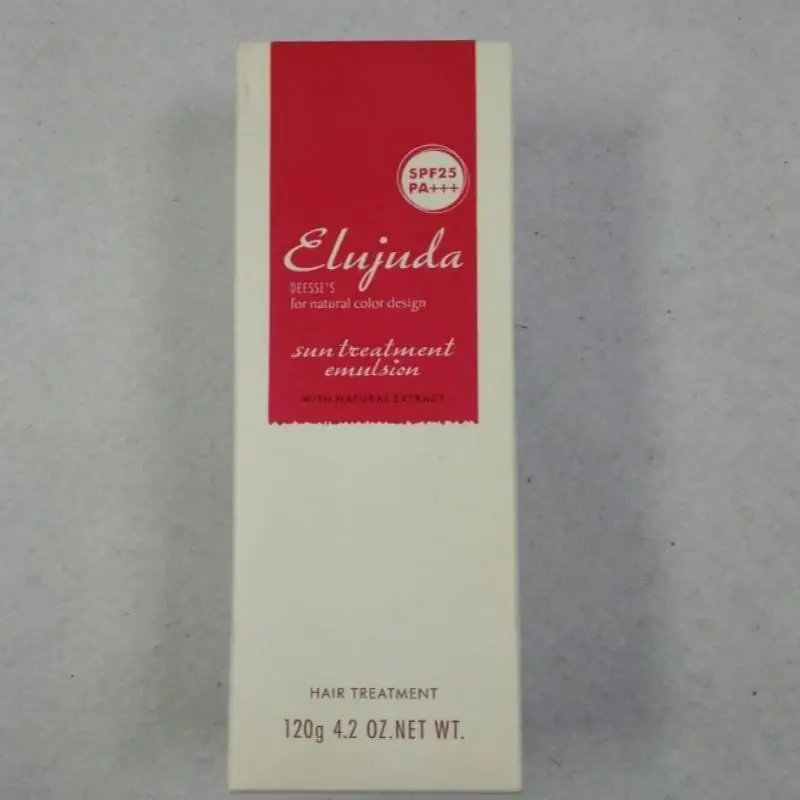 SPF25
PA+++
Elujuda
DEESSE'S
for natural color design
sun treatment
emulsion
WITH NATURAL EXTRACT
HAIR TREATMENT
120g 4.2 OZ.NET WT.